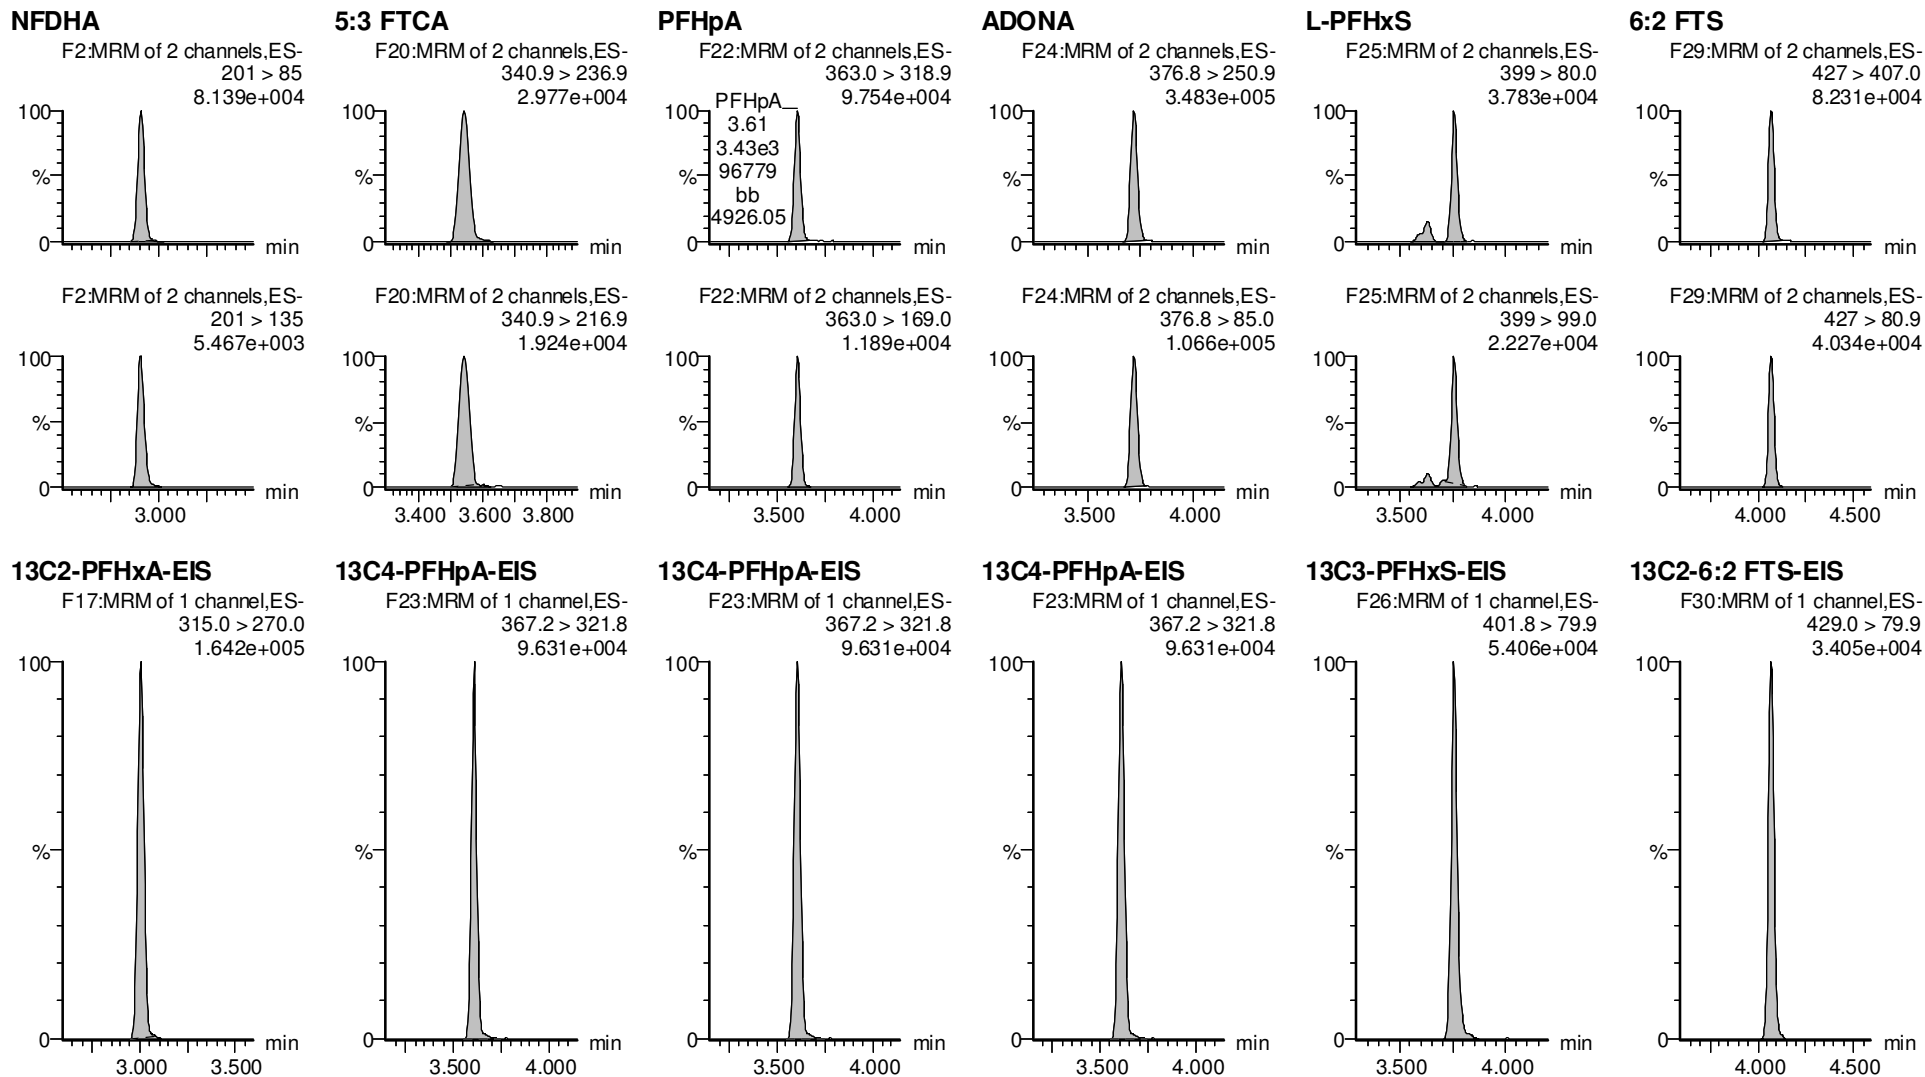 NFDHA
F2:MRM of 2 channels,ES-
201 > 85
8.139e+004
100
%
0
min
F2:MRM of 2 channels,ES-
201 > 135
5.467e+003
100
%
0
min
3.000
13C2-PFHxA-EIS
F17:MRM of 1 channel,ES-
315.0 > 270.0
1.642e+005
100
%
0
min
3.000 3.500
5:3 FTCA
F20:MRM of 2 channels,ES-
340.9 > 236.9
2.977e+004
100
%
0
min
F20:MRM of 2 channels,ES-
340.9 > 216.9
1.924e+004
100
%
0
min
3.400 3.600 3.800
13C4-PFHpA-EIS
F23:MRM of 1 channel,ES-
367.2 > 321.8
9.631e+004
100
%
0
min
3.500 4.000
PFHpA
F22:MRM of 2 channels,ES-
363.0 > 318.9
9.754e+004
100
PFHpA
3.61
3.43e3
96779
bb
4926.05
%
0
min
F22:MRM of 2 channels,ES-
363.0 > 169.0
1.189e+004
100
%
0
min
3.500 4.000
13C4-PFHpA-EIS
F23:MRM of 1 channel,ES-
367.2 > 321.8
9.631e+004
100
%
0
min
3.500 4.000
ADONA
F24:MRM of 2 channels,ES-
376.8 > 250.9
3.483e+005
100
%
0
min
F24:MRM of 2 channels,ES-
376.8 > 85.0
1.066e+005
100
%
0
min
3.500 4.000
13C4-PFHpA-EIS
F23:MRM of 1 channel,ES-
367.2 > 321.8
9.631e+004
100
%
0
min
3.500 4.000
L-PFHxS
F25:MRM of 2 channels,ES-
399 > 80.0
3.783e+004
100
%
0
min
F25:MRM of 2 channels,ES-
399 > 99.0
2.227e+004
100
%
0
min
3.500 4.000
13C3-PFHxS-EIS
F26:MRM of 1 channel,ES-
401.8 > 79.9
5.406e+004
100
%
0
min
3.500 4.000
6:2 FTS
F29:MRM of 2 channels,ES-
427 > 407.0
8.231e+004
100
%
0
min
F29:MRM of 2 channels,ES-
427 > 80.9
4.034e+004
100
%
0
min
4.000 4.500
13C2-6:2 FTS-EIS
F30:MRM of 1 channel,ES-
429.0 > 79.9
3.405e+004
100
%
0
min
4.000 4.500